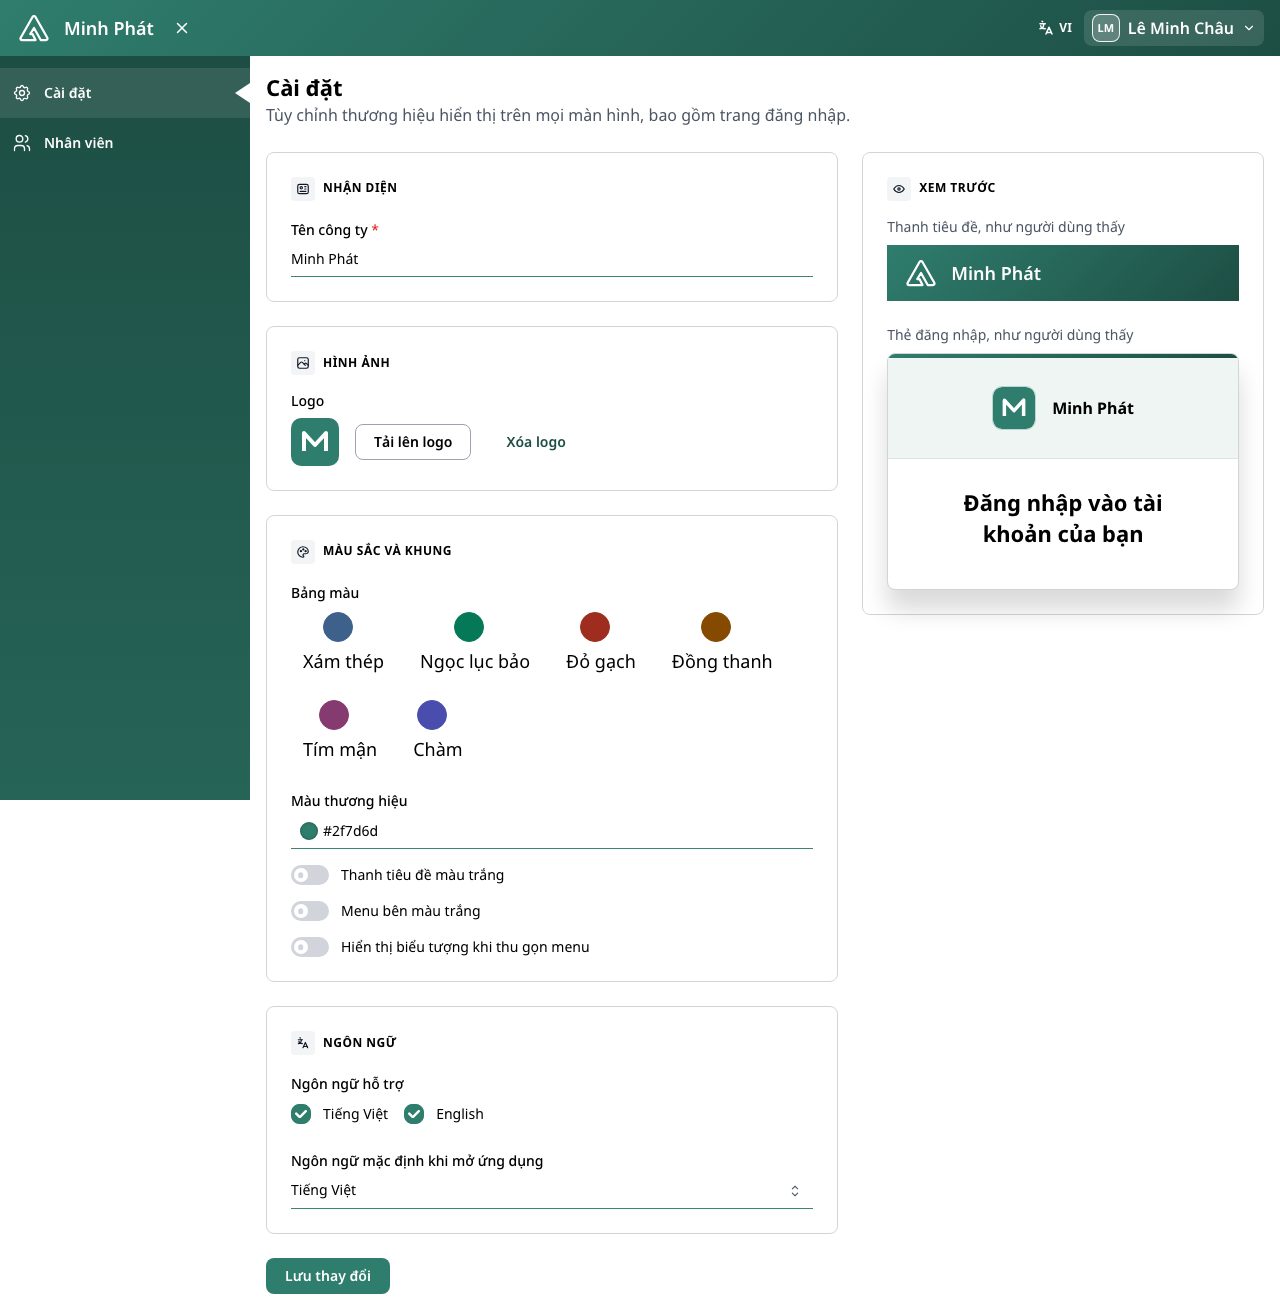 Minh Phát
VI
LM
Lê Minh Châu
Cài đặt
Nhân viên
Cài đặt
Tùy chỉnh thương hiệu hiển thị trên mọi màn hình, bao gồm trang đăng nhập.
NHẬN DIỆN
Tên công ty *
Minh Phát
HÌNH ẢNH
Logo
M
Tải lên logo
Xóa logo
MÀU SẮC VÀ KHUNG
Bảng màu
Xám thép
Ngọc lục bảo
Đỏ gạch
Đồng thanh
Tím mận
Chàm
Màu thương hiệu
#2f7d6d
Thanh tiêu đề màu trắng
Menu bên màu trắng
Hiển thị biểu tượng khi thu gọn menu
NGÔN NGỮ
Ngôn ngữ hỗ trợ
Tiếng Việt
English
Ngôn ngữ mặc định khi mở ứng dụng
Tiếng Việt
Lưu thay đổi
XEM TRƯỚC
Thanh tiêu đề, như người dùng thấy
Minh Phát
Thẻ đăng nhập, như người dùng thấy
M
Minh Phát
Đăng nhập vào tài
khoản của bạn